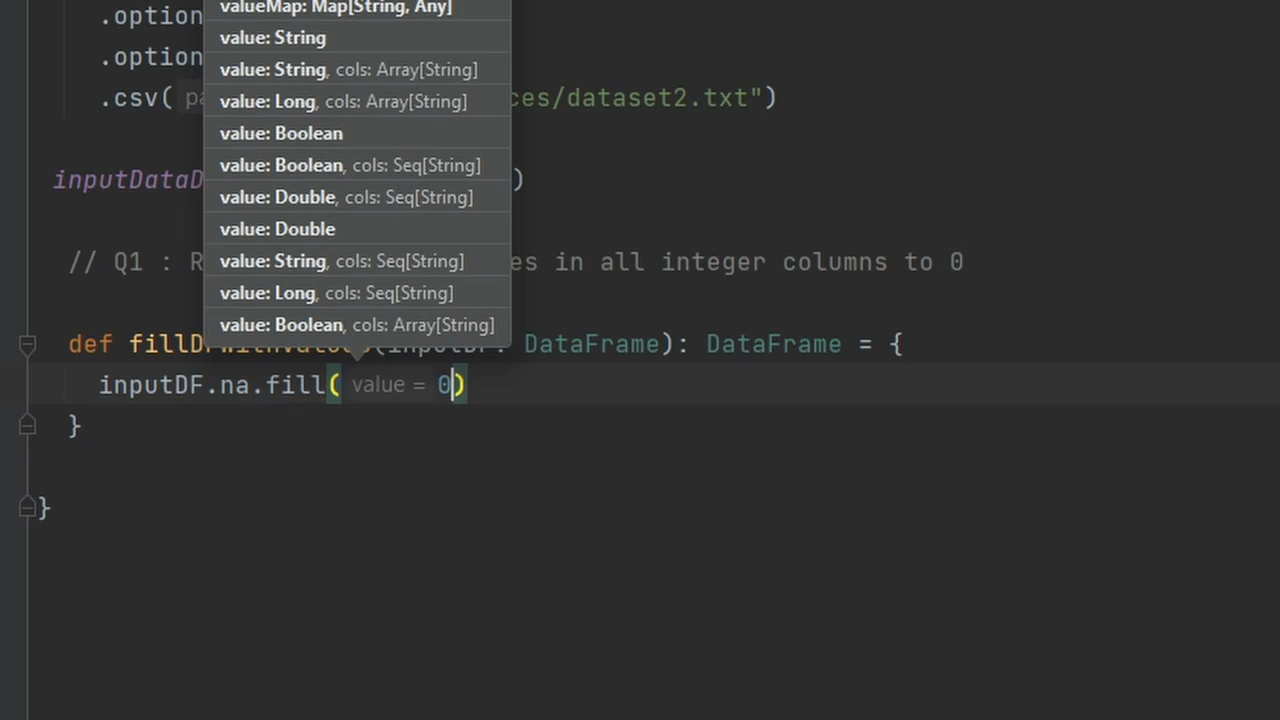 .option
valueMap: Map[String, Any]
value: String
.option
value: String, cols: Array[String]
.csv( ces/dataset2.txt")
value: Long, cols: Array[String]
value: Boolean
value: Boolean, cols: Seq[String]
inputDataD )
value: Double, cols: Seq[String]
value: Double
// Q1 : R es in all integer columns to 0
value: String, cols: Seq[String]
value: Long, cols: Seq[String]
value: Boolean, cols: Array[String]
def fillDFWithValues(inputDF: DataFrame): DataFrame = {
inputDF.na.fill( value = 0)
}
}